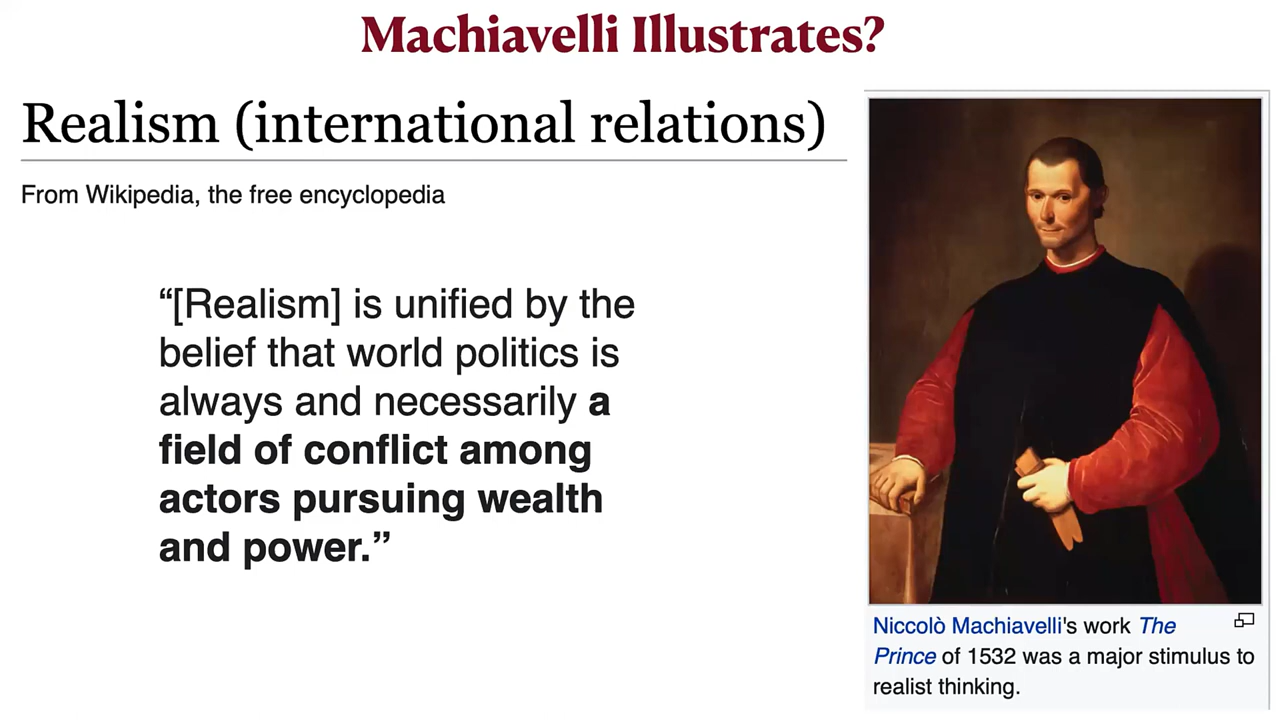 Machiavelli Illustrates?
Realism (international relations)
From Wikipedia, the free encyclopedia
“[Realism] is unified by the
belief that world politics is
always and necessarily a
field of conflict among
actors pursuing wealth
and power.”
Niccolò Machiavelli's work The
Prince of 1532 was a major stimulus to
realist thinking.